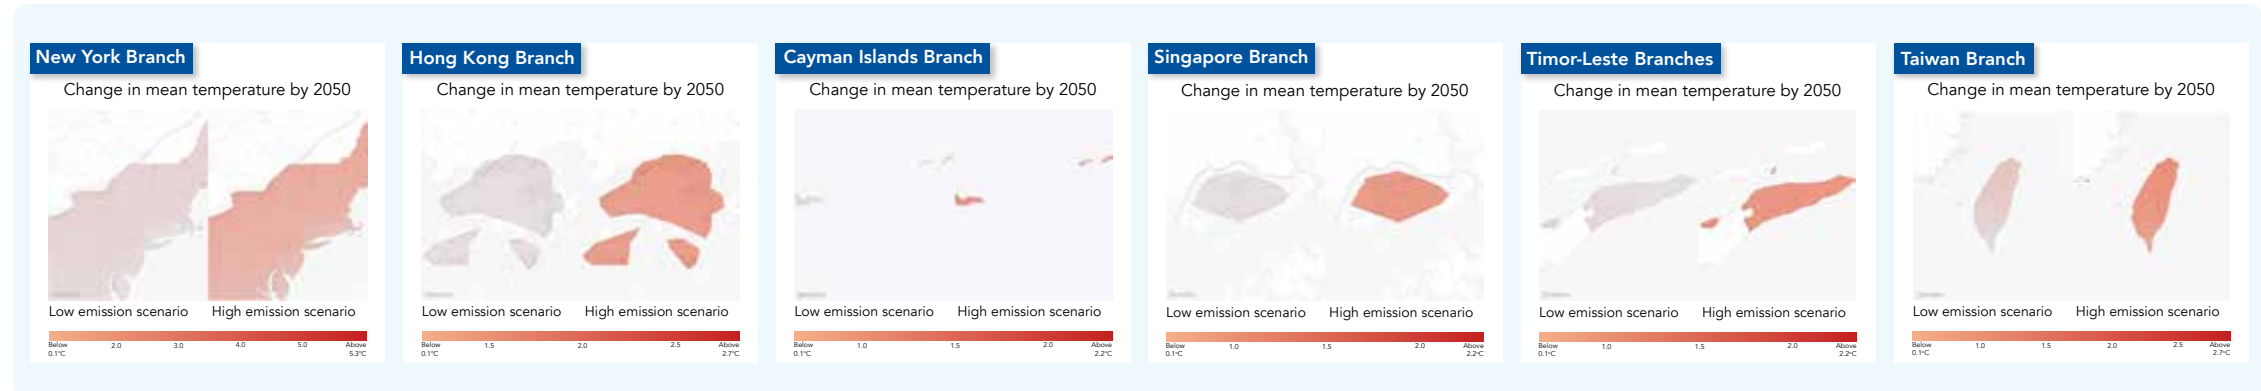 New York Branch
Change in mean temperature by 2050
Low emission scenario High emission scenario
Below 2.0 3.0 4.0 5.0 Above
0.1°C 5.3°C
Hong Kong Branch
Change in mean temperature by 2050
Low emission scenario High emission scenario
Below 1.5 2.0 2.5 Above
0.1°C 2.7°C
Cayman Islands Branch
Change in mean temperature by 2050
Low emission scenario High emission scenario
Below 1.0 1.5 2.0 Above
0.1°C 2.2°C
Singapore Branch
Change in mean temperature by 2050
Low emission scenario High emission scenario
Below 1.0 1.5 2.0 Above
0.1°C 2.2°C
Timor-Leste Branches
Change in mean temperature by 2050
Low emission scenario High emission scenario
Below 1.0 1.5 2.0 Above
0.1°C 2.2°C
Taiwan Branch
Change in mean temperature by 2050
Low emission scenario High emission scenario
Below 1.0 1.5 2.0 2.5 Above
0.1°C 2.7°C